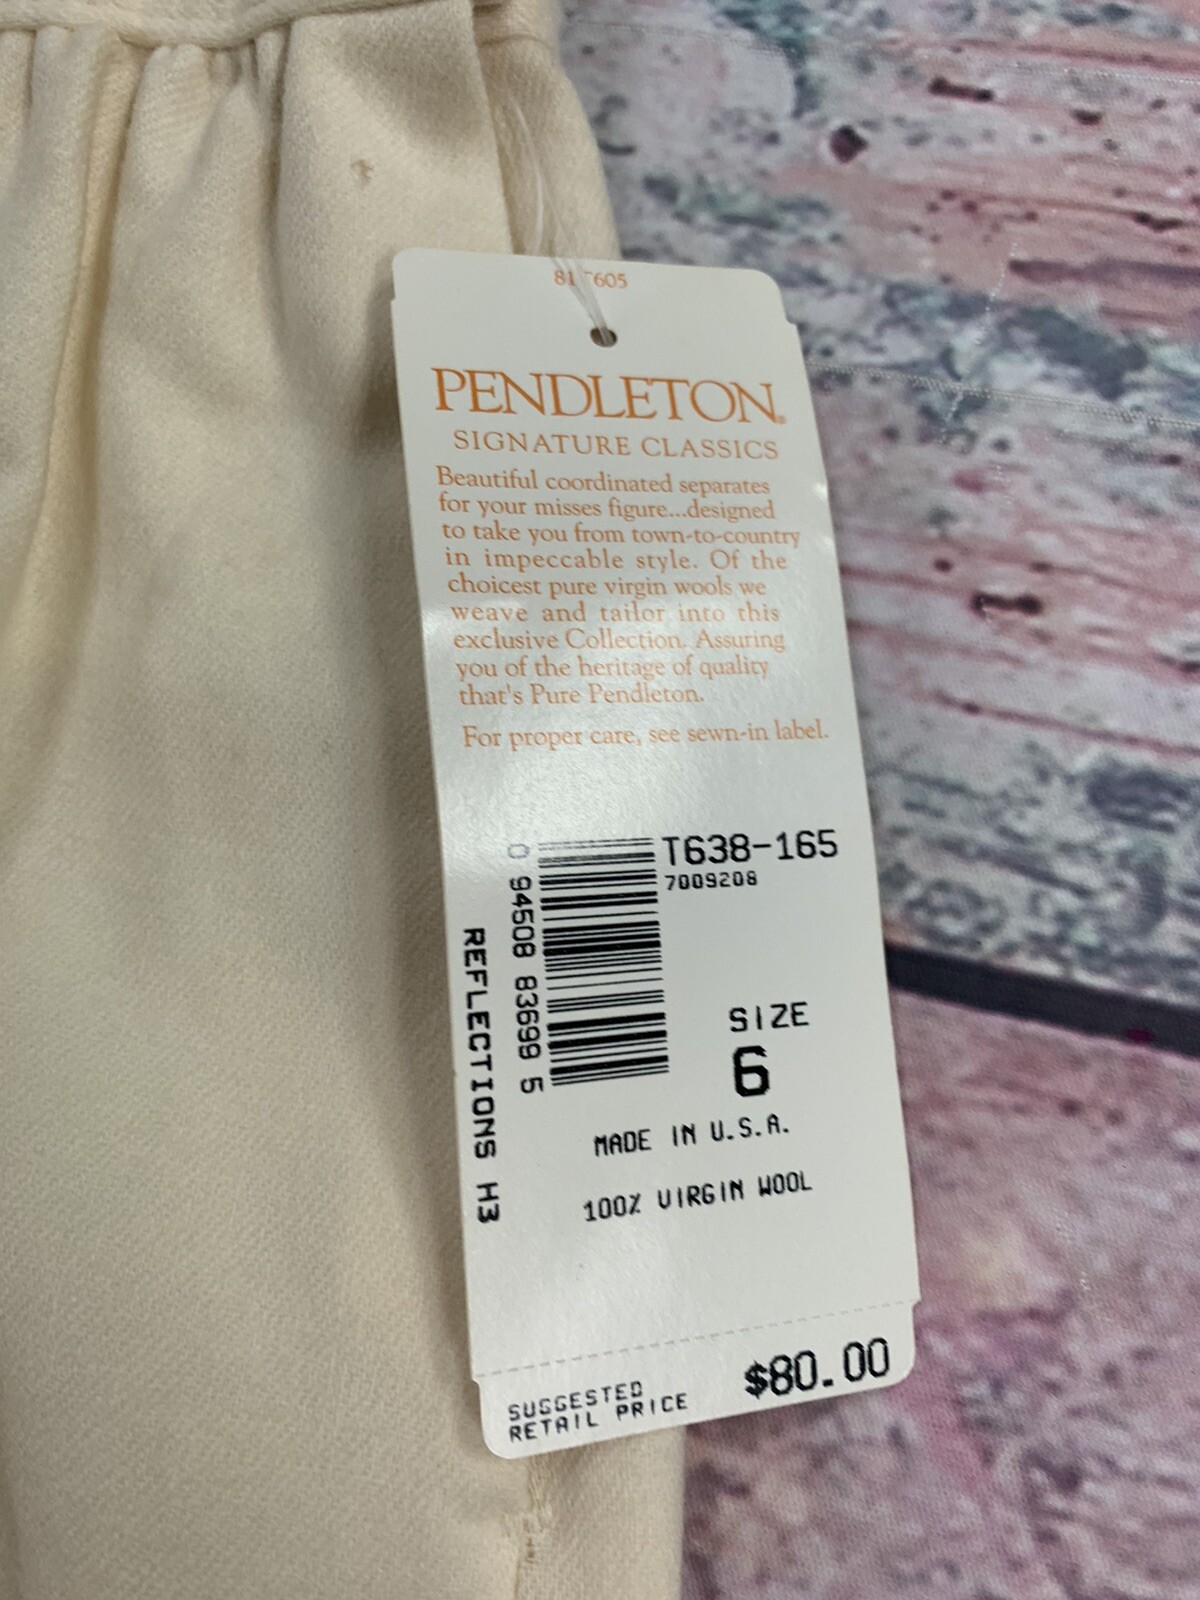 PENDLETON®
SIGNATURE CLASSICS
Beautiful coordinated separates
for your misses figure...designed
to take you from town-to-country
in impeccable style. Of the
choicest pure virgin wools we
weave and tailor into this
exclusive Collection. Assuring
you of the heritage of quality
that's Pure Pendleton.
For proper care, see sewn-in label.
T638-165
7009208
0 94508 83699 5
REFLECTIONS H3
SIZE
6
MADE IN U.S.A.
100% VIRGIN WOOL
SUGGESTED
RETAIL PRICE
$80.00